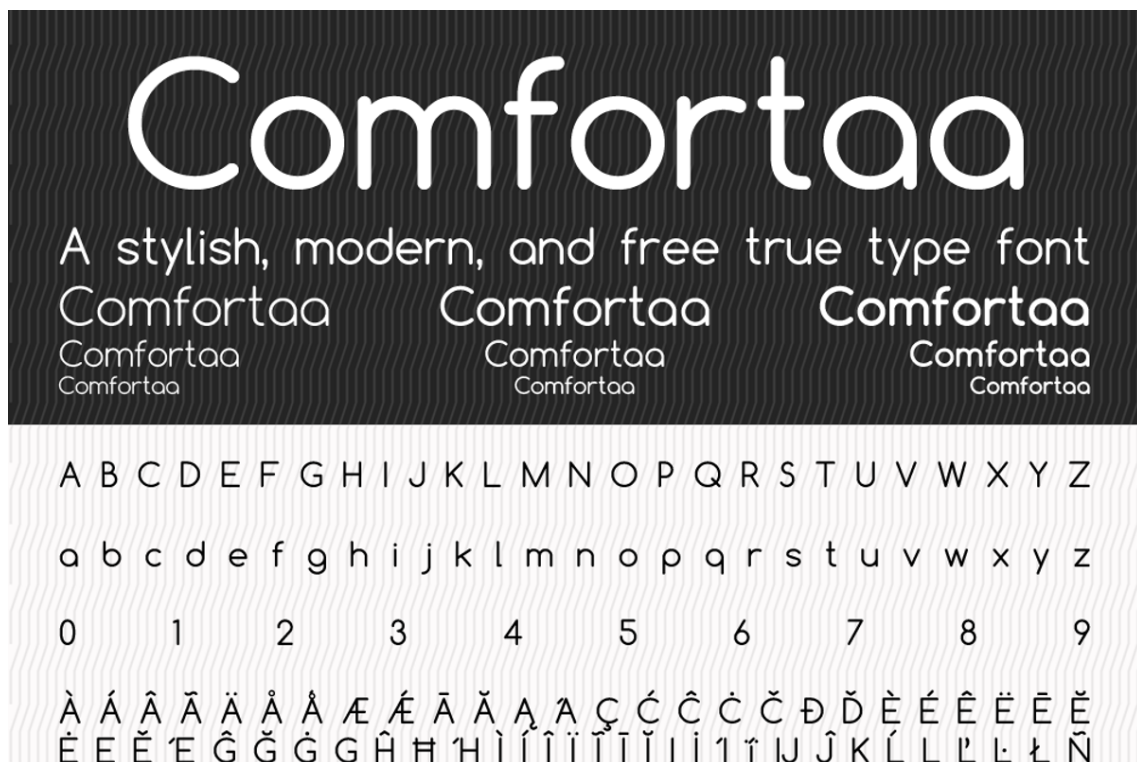 Comfortaa
A stylish, modern, and free true type font
Comfortaa Comfortaa Comfortaa
Comfortaa Comfortaa Comfortaa
Comfortaa Comfortaa Comfortaa
A B C D E F G H I J K L M N O P Q R S T U V W X Y Z
a b c d e f g h i j k l m n o p q r s t u v w x y z
0 1 2 3 4 5 6 7 8 9
À Á Â Ã Ä Å Æ Ǽ Ā Ă Ą Ç Ć Ĉ Ċ Č Đ Ď È É Ê Ë Ē Ĕ